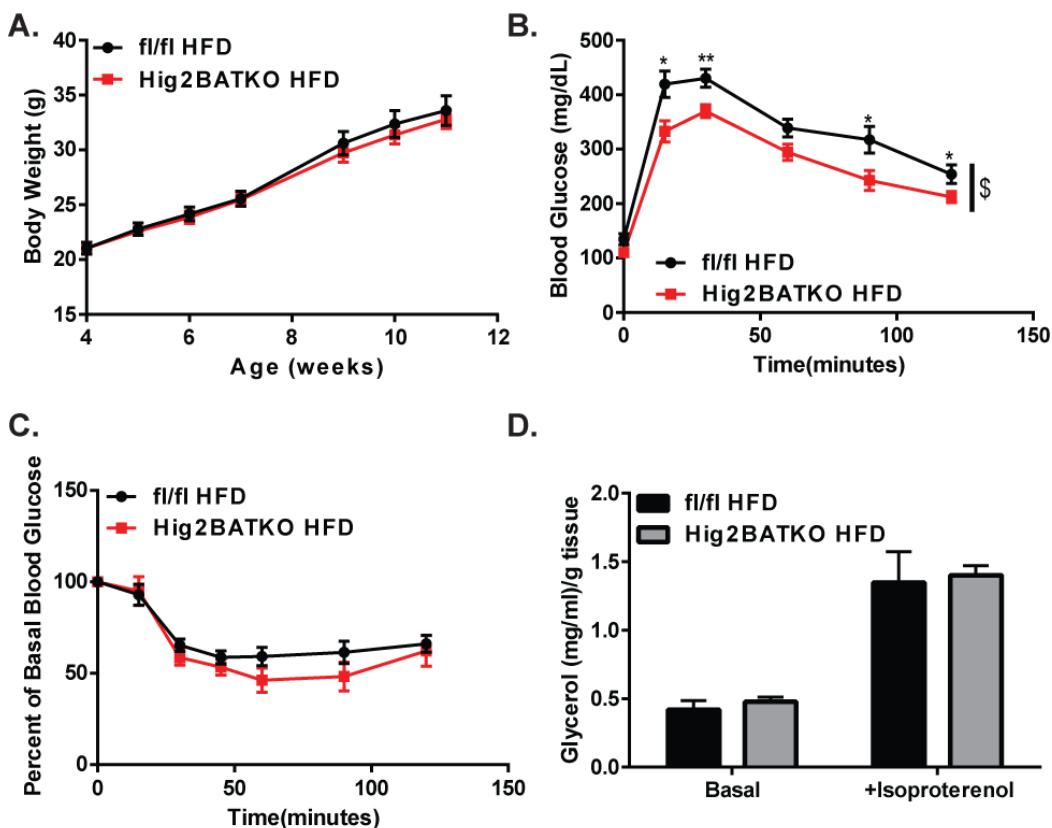 A.
40
35
30
25
20
15
Body Weight (g)
fl/fl HFD
Hig2BATKO HFD
4 6 8 10 12
Age (weeks)
B.
500
400
300
200
100
0
Blood Glucose (mg/dL)
* ** * *
$
fl/fl HFD
Hig2BATKO HFD
0 50 100 150
Time(minutes)
C.
150
100
50
0
Percent of Basal Blood Glucose
fl/fl HFD
Hig2BATKO HFD
0 50 100 150
Time(minutes)
D.
2.0
1.5
1.0
0.5
0.0
Glycerol (mg/ml)/g tissue
fl/fl HFD
Hig2BATKO HFD
Basal +Isoproterenol